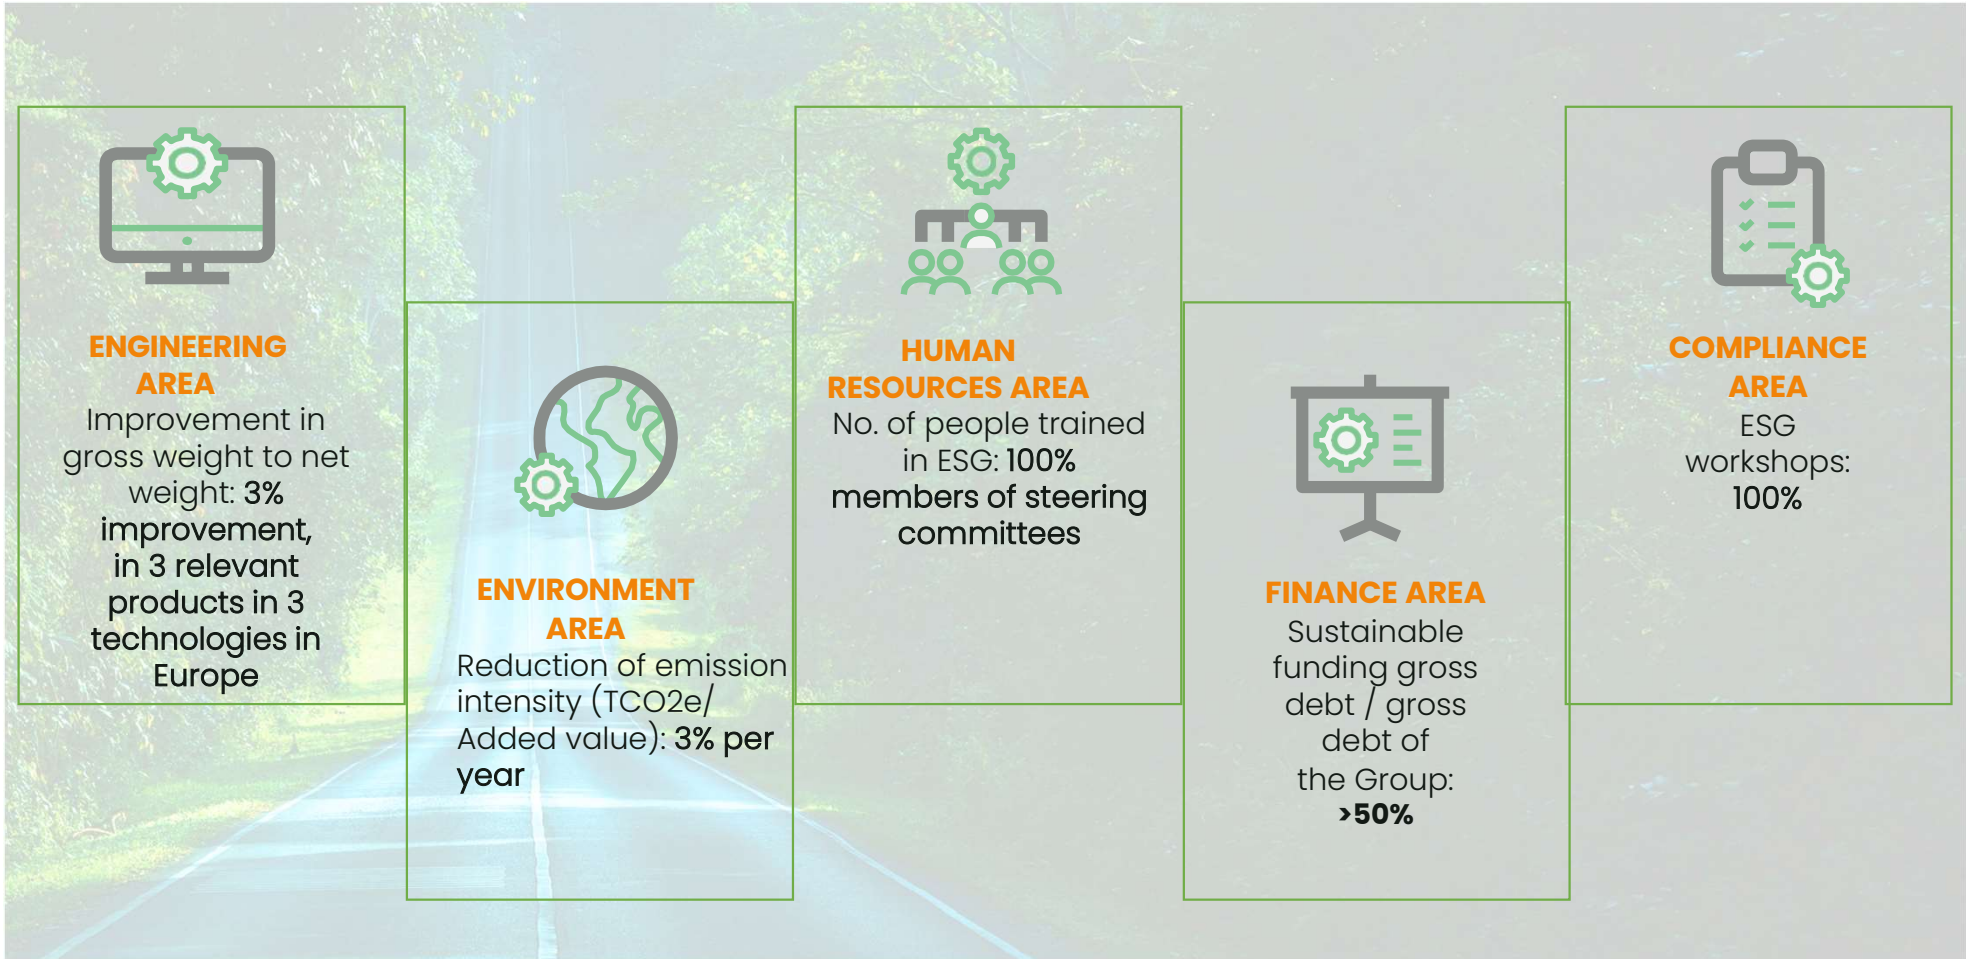 ENGINEERING
AREA
Improvement in
gross weight to net
weight: 3%
improvement,
in 3 relevant
products in 3
technologies in
Europe
ENVIRONMENT
AREA
Reduction of emission
intensity (TCO2e/
Added value): 3% per
year
HUMAN
RESOURCES AREA
No. of people trained
in ESG: 100%
members of steering
committees
FINANCE AREA
Sustainable
funding gross
debt / gross
debt of
the Group:
>50%
COMPLIANCE
AREA
ESG
workshops:
100%